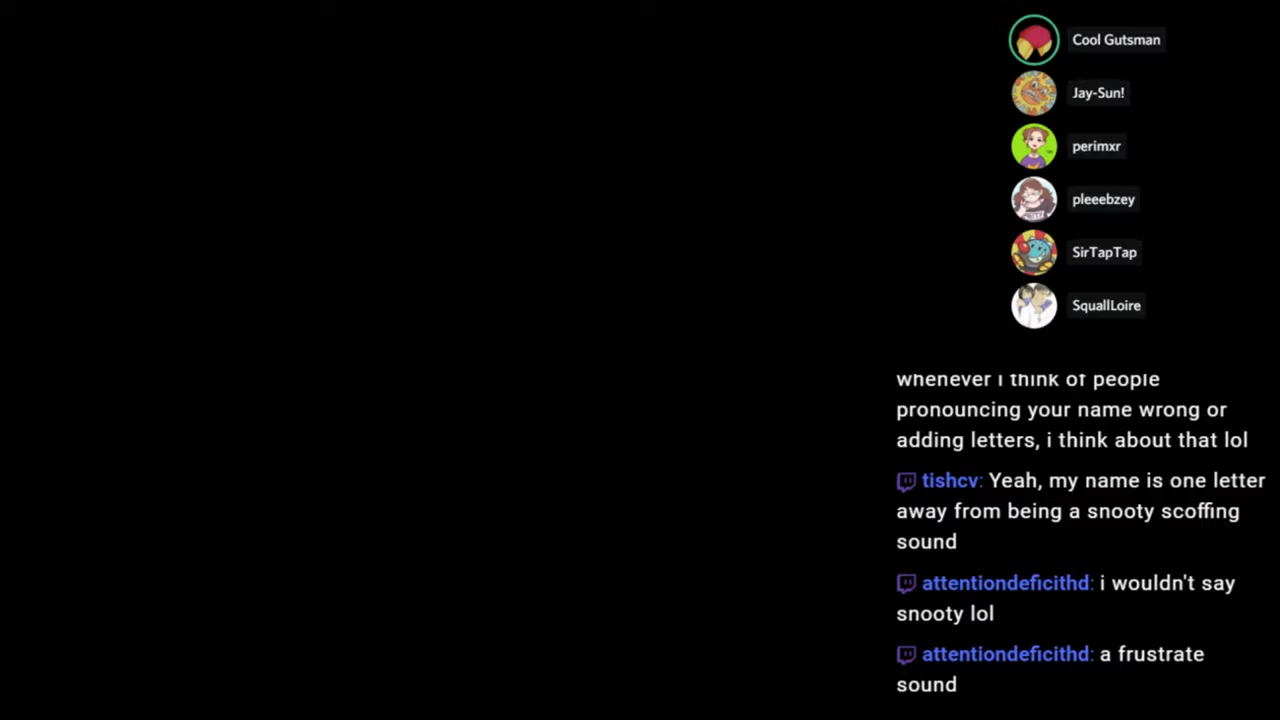 Cool Gutsman
Jay-Sun!
perimxr
pleeebzey
SirTapTap
SquallLoire
whenever i think of people
pronouncing your name wrong or
adding letters, i think about that lol
tishcv: Yeah, my name is one letter
away from being a snooty scoffing
sound
attentiondeficithd: i wouldn't say
snooty lol
attentiondeficithd: a frustrate
sound